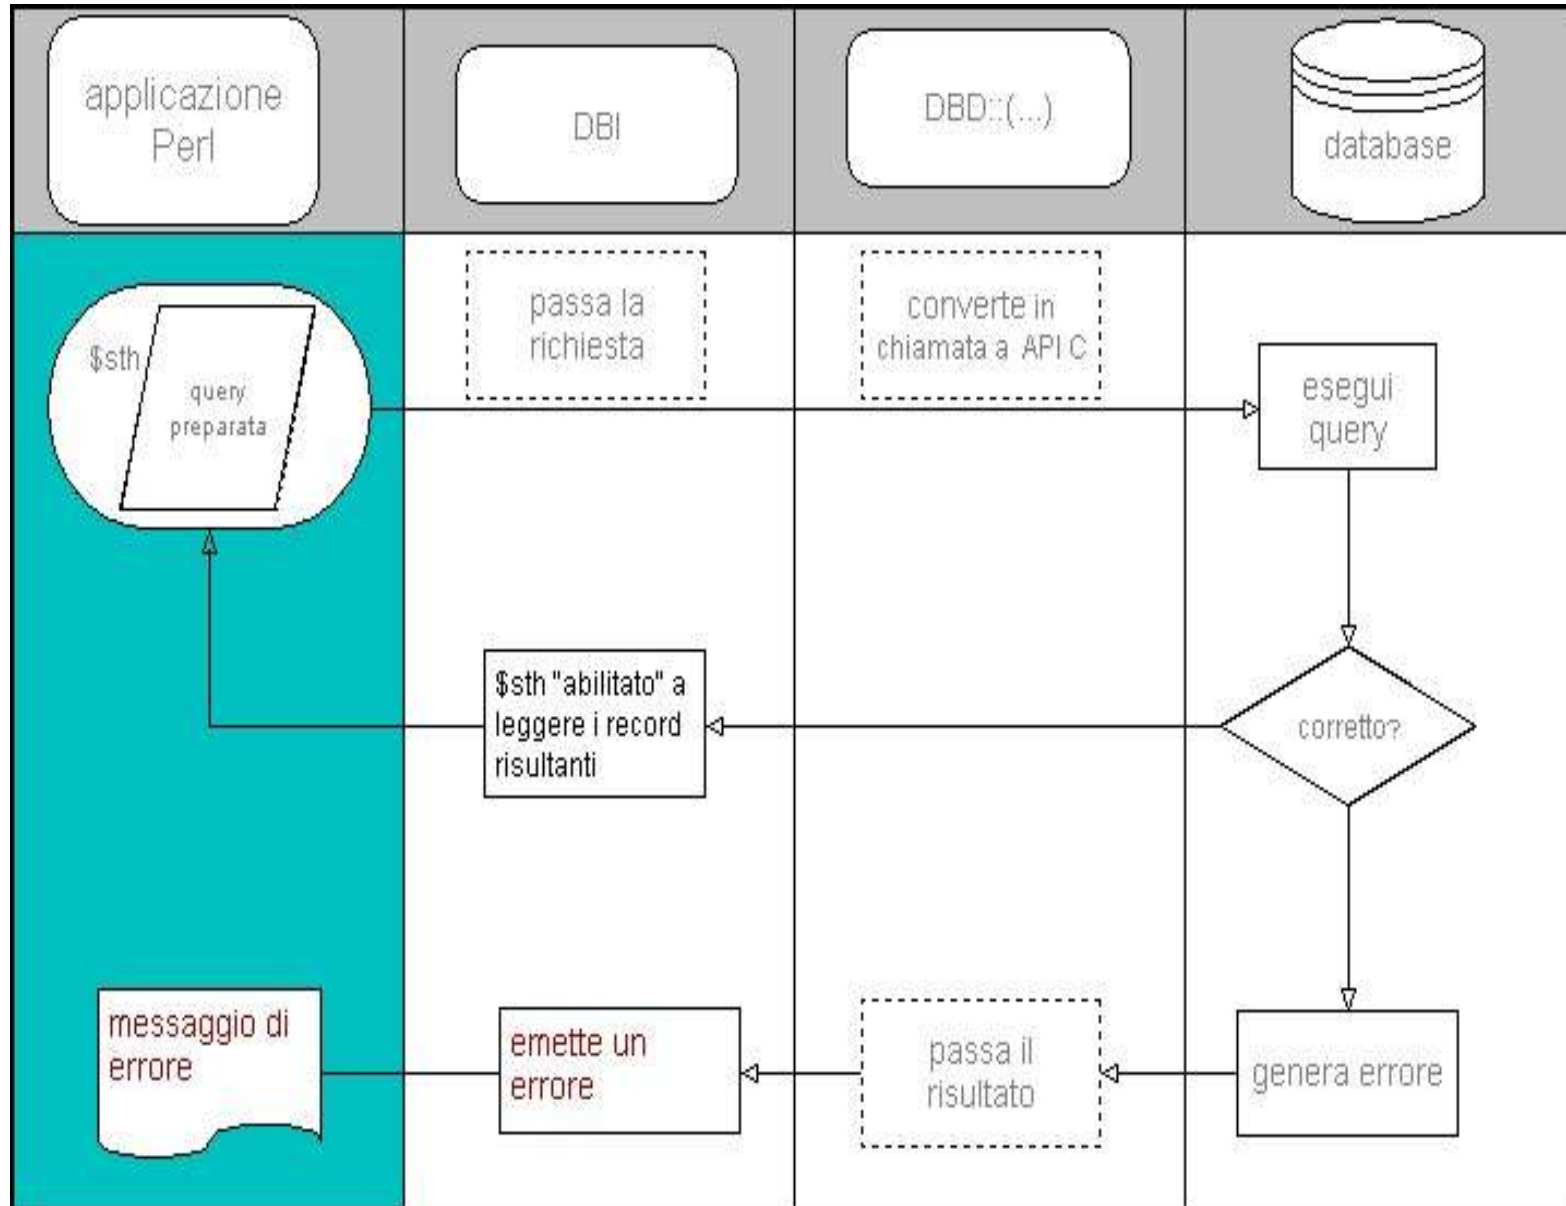 applicazione
Perl
DBI
DBD::(...)
database
$sth
query
preparata
passa la
richiesta
converte in
chiamata a API C
esegui
query
$sth "abilitato" a
leggere i record
risultanti
corretto?
messaggio di
errore
emette un
errore
passa il
risultato
genera errore